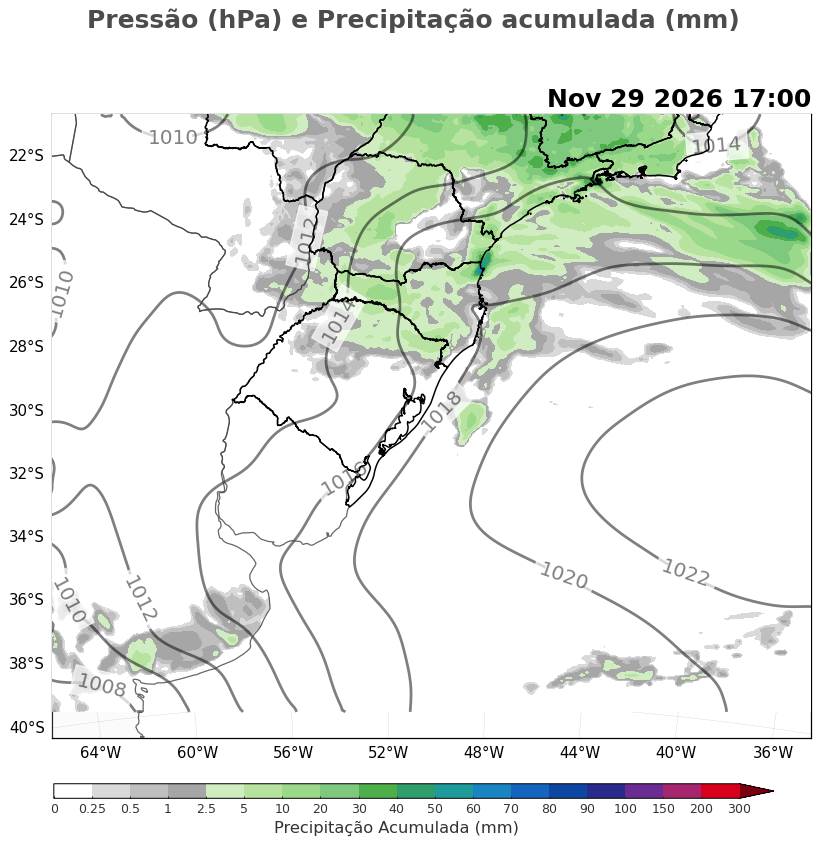 Pressão (hPa) e Precipitação acumulada (mm)
Nov 29 2026 17:00
1010
1014
22°S
24°S
1012
26°S
1010
1014
28°S
30°S
1018
32°S
1016
34°S
1020
1022
36°S
1010
1012
38°S
1008
40°S
64°W 60°W 56°W 52°W 48°W 44°W 40°W 36°W
0 0.25 0.5 1 2.5 5 10 20 30 40 50 60 70 80 90 100 150 200 300
Precipitação Acumulada (mm)